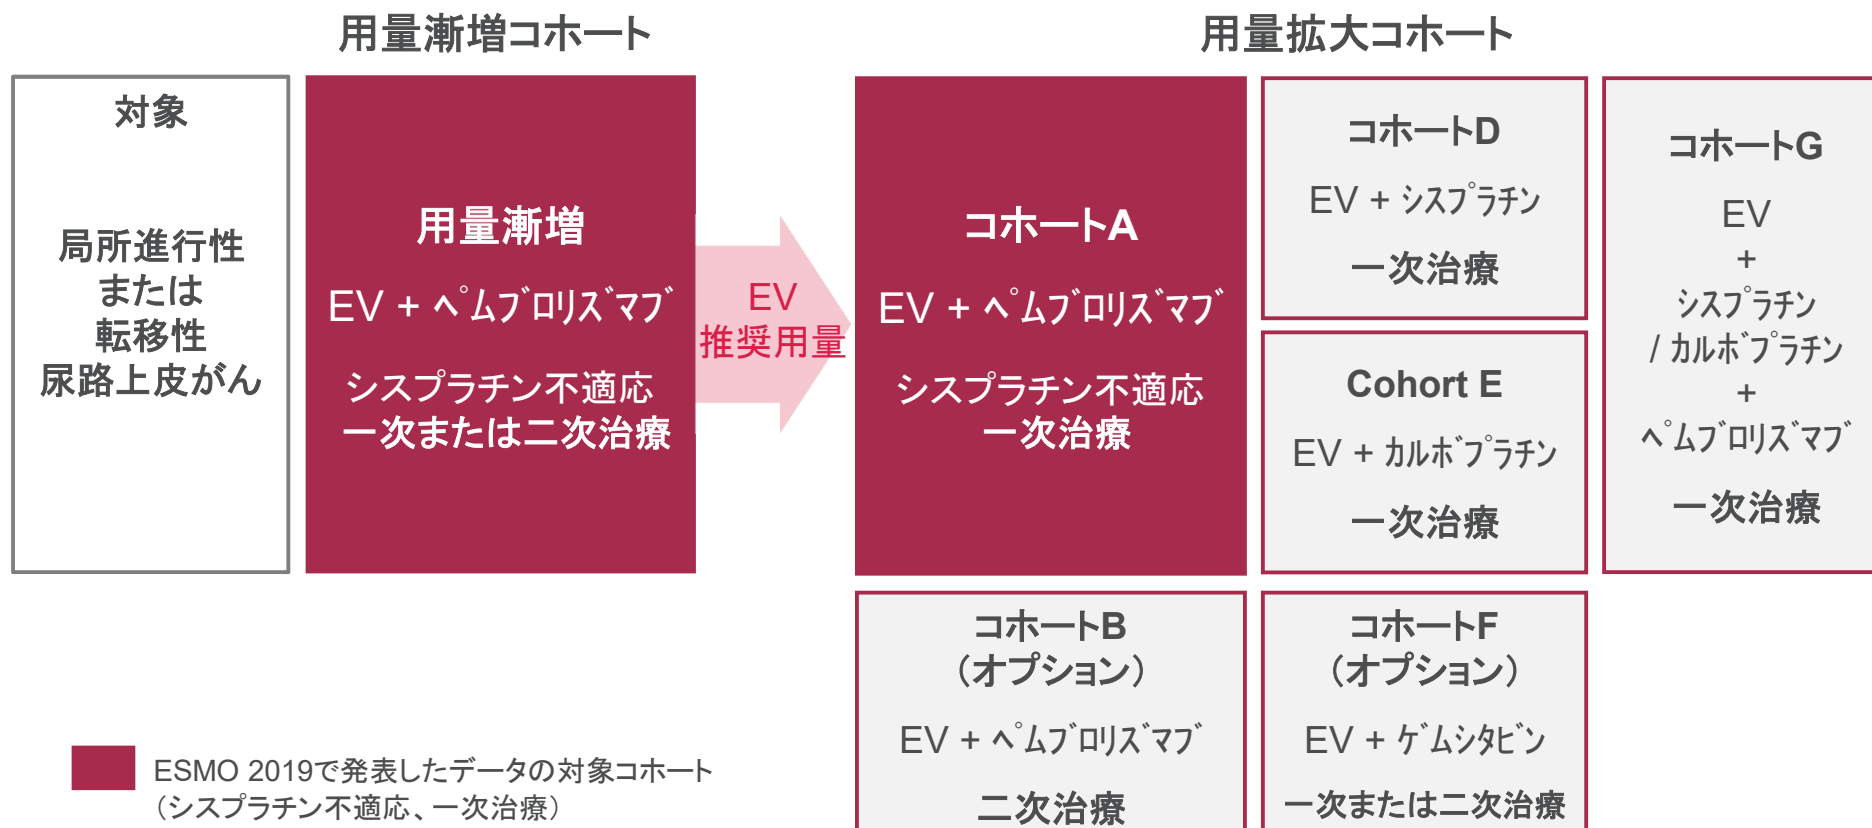 用量漸増コホート
用量拡大コホート
対象
局所進行性
または
転移性
尿路上皮がん
用量漸増
EV + ﾍﾟﾑﾌﾞﾛﾘｽﾞﾏﾌﾞ
シスプラチン不適応
一次または二次治療
EV
推奨用量
コホートA
EV + ﾍﾟﾑﾌﾞﾛﾘｽﾞﾏﾌﾞ
シスプラチン不適応
一次治療
コホートD
EV + ｼｽﾌﾟﾗﾁﾝ
一次治療
Cohort E
EV + ｶﾙﾎﾞﾌﾟﾗﾁﾝ
一次治療
コホートG
EV
+
ｼｽﾌﾟﾗﾁﾝ
/ ｶﾙﾎﾞﾌﾟﾗﾁﾝ
+
ﾍﾟﾑﾌﾞﾛﾘｽﾞﾏﾌﾞ
一次治療
コホートB
（オプション）
EV + ﾍﾟﾑﾌﾞﾛﾘｽﾞﾏﾌﾞ
二次治療
コホートF
（オプション）
EV + ｹﾞﾑｼﾀﾋﾞﾝ
一次または二次治療
ESMO 2019で発表したデータの対象コホート
（シスプラチン不適応、一次治療）